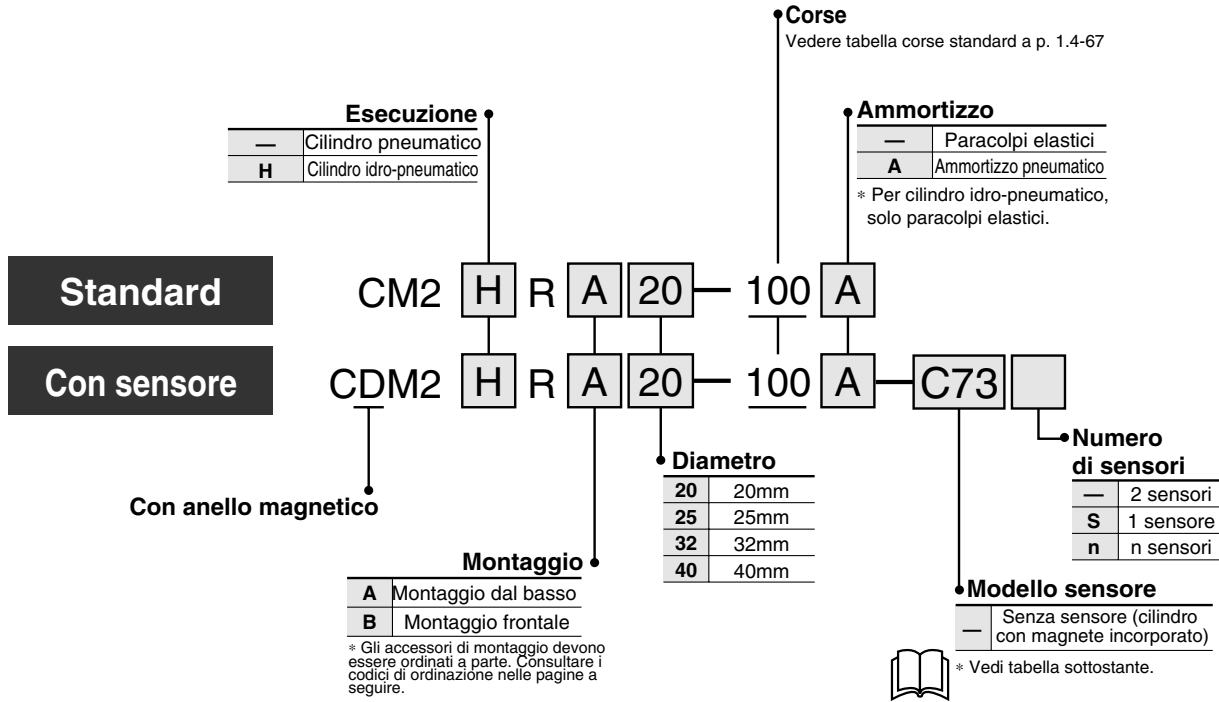 Corse
Vedere tabella corse standard a p. 1.4-67
Esecuzione
— Cilindro pneumatico
H Cilindro idro-pneumatico
Ammortizzo
— Paracolpi elastici
A Ammortizzo pneumatico
* Per cilindro idro-pneumatico,
solo paracolpi elastici.
Standard CM2 H R A 20 — 100 A
Con sensore CDM2 H R A 20 — 100 A — C73
Con anello magnetico
Montaggio
A Montaggio dal basso
B Montaggio frontale
* Gli accessori di montaggio devono
essere ordinati a parte. Consultare i
codici di ordinazione nelle pagine a
seguire.
Diametro
20 20mm
25 25mm
32 32mm
40 40mm
Numero
di sensori
— 2 sensori
S 1 sensore
n n sensori
Modello sensore
— Senza sensore (cilindro
con magnete incorporato)
* Vedi tabella sottostante.